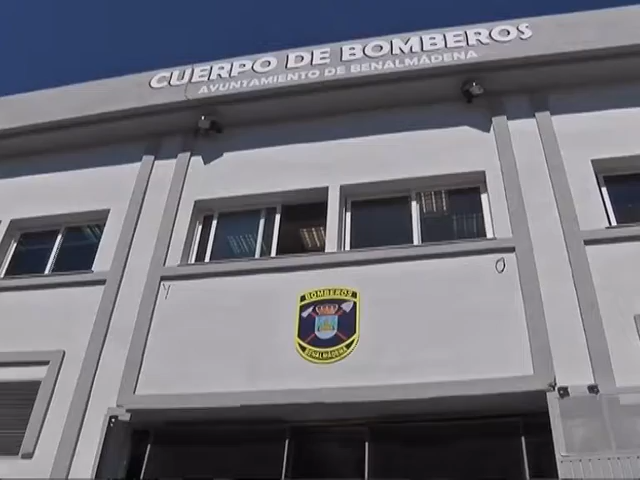 CUERPO DE BOMBEROS
AYUNTAMIENTO DE BENALMÁDENA
BOMBEROS
BENALMÁDENA